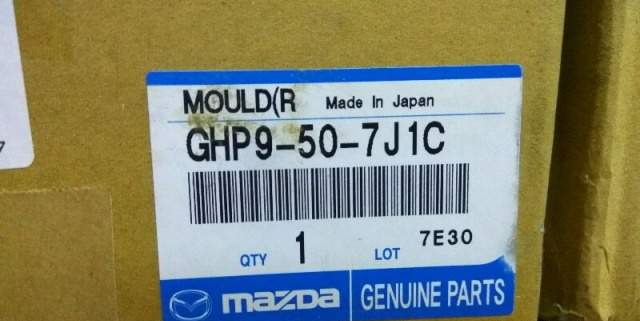 MOULD(R Made In Japan
GHP9-50-7J1C
QTY 1 LOT 7E30
mazda GENUINE PARTS